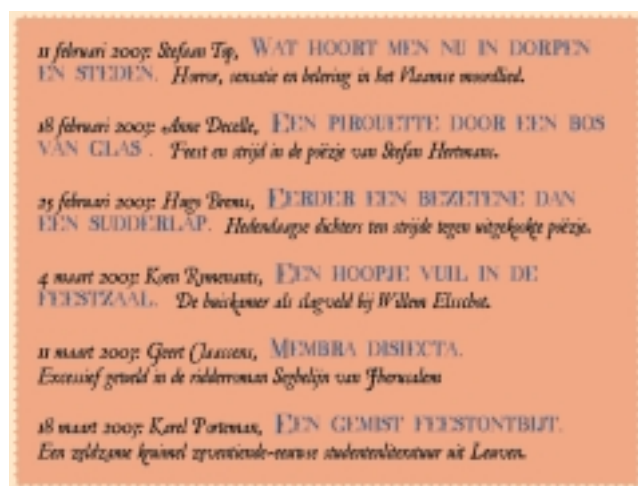 11 februari 2007: Stefaan Top, WAT HOORT MEN NU IN DORPEN
EN STEDEN. Horror, sensatie en belering in het Vlaamse moordlied.
18 februari 2007: Anne Decelle, EEN PIROUETTE DOOR EEN BOS
VAN GLAS. Feest en strijd in de poëzie van Stefan Hertmans.
25 februari 2007: Hugo Brems, EERDER EEN BEZETENE DAN
EEN SUDDERLAP. Hedendaagse dichters ten strijde tegen uitgekookte poëzie.
4 maart 2007: Koen Rymenants, EEN HOOPJE VUIL IN DE
FEESTZAAL. De huiskamer als slagveld bij Willem Elsschot.
11 maart 2007: Geert Claassens, MEMBRA DISIECTA.
Excessief geweld in de ridderroman Seghelijn van Jherusalem
18 maart 2007: Karel Porteman, EEN GEMIST FEESTONTBIJT.
Een zeldzame kruimel zeventiende-eeuwse studentenliteratuur uit Leuven.